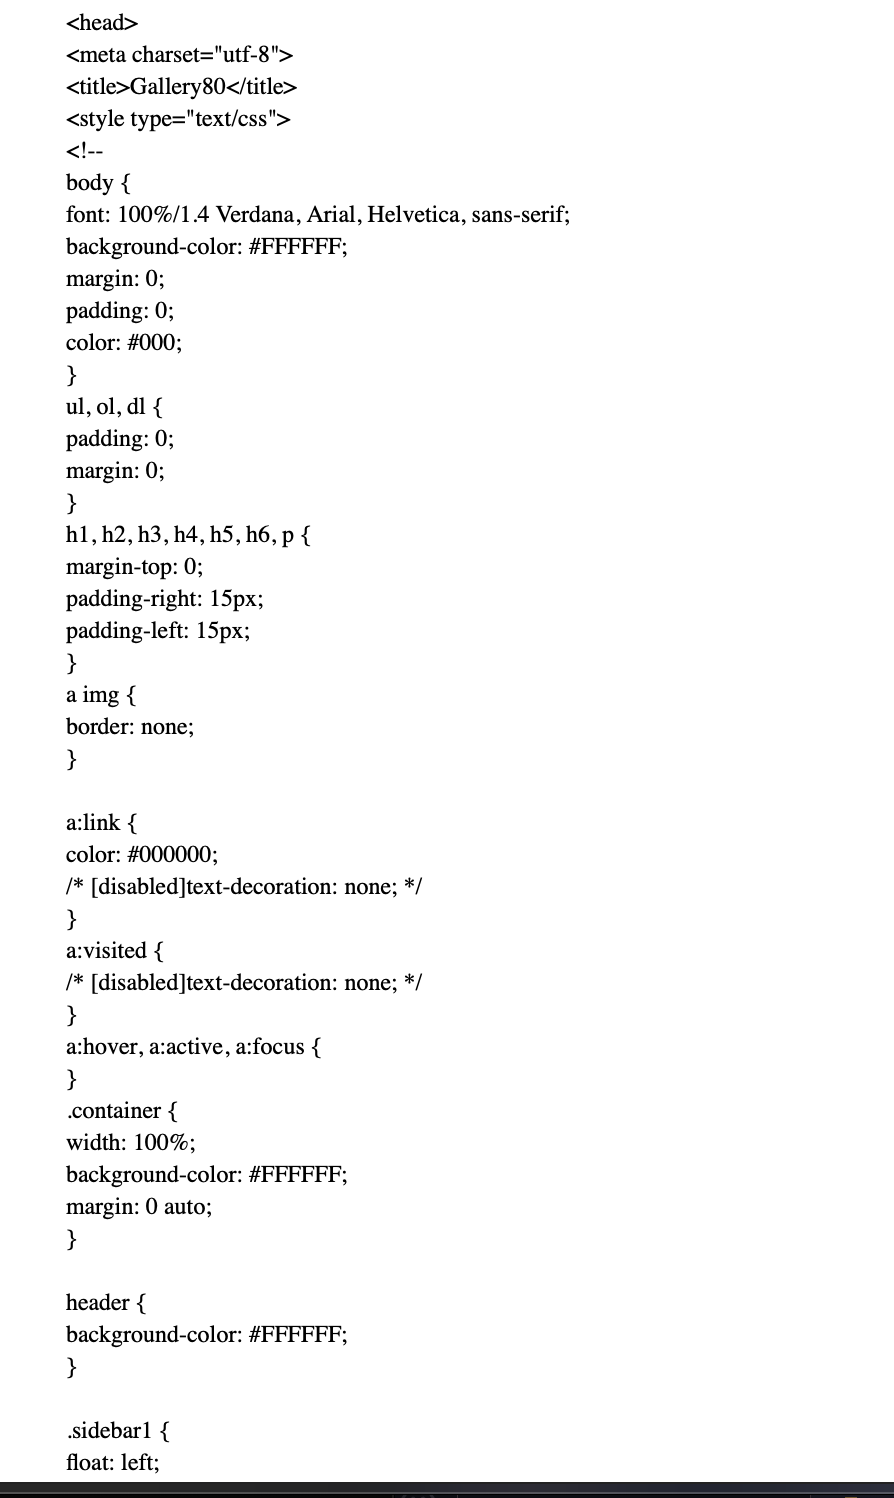 <head>
<meta charset="utf-8">
<title>Gallery80</title>
<style type="text/css">
<!--
body {
font: 100%/1.4 Verdana, Arial, Helvetica, sans-serif;
background-color: #FFFFFF;
margin: 0;
padding: 0;
color: #000;
}
ul, ol, dl {
padding: 0;
margin: 0;
}
h1, h2, h3, h4, h5, h6, p {
margin-top: 0;
padding-right: 15px;
padding-left: 15px;
}
a img {
border: none;
}

a:link {
color: #000000;
/* [disabled]text-decoration: none; */
}
a:visited {
/* [disabled]text-decoration: none; */
}
a:hover, a:active, a:focus {
}
.container {
width: 100%;
background-color: #FFFFFF;
margin: 0 auto;
}

header {
background-color: #FFFFFF;
}

.sidebar1 {
float: left;